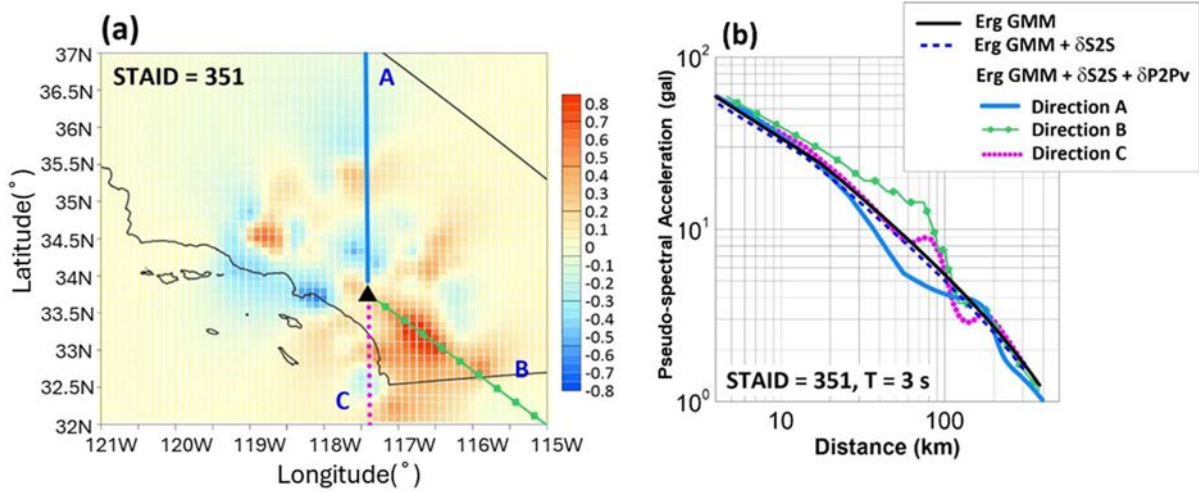 (a)
STAID = 351
A
B
C
37N
36.5N
36N
35.5N
35N
34.5N
34N
33.5N
33N
32.5N
32N
Latitude(°)
121W 120W 119W 118W 117W 116W 115W
Longitude(°)
0.8
0.7
0.6
0.5
0.4
0.3
0.2
0.1
0
-0.1
-0.2
-0.3
-0.4
-0.5
-0.6
-0.7
-0.8
(b)
Erg GMM
Erg GMM + δS2S
Erg GMM + δS2S + δP2Pv
Direction A
Direction B
Direction C
10²
10¹
10⁰
Pseudo-spectral Acceleration (gal)
STAID = 351, T = 3 s
10 100
Distance (km)